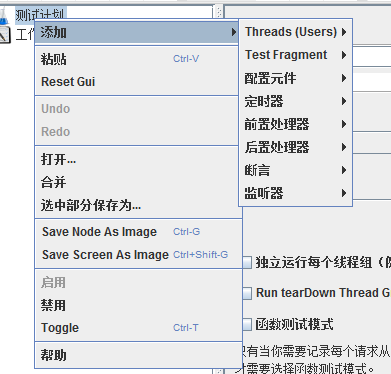 测试计划
工
添加
粘贴 Ctrl-V
Reset Gui
Undo
Redo
打开...
合并
选中部分保存为...
Save Node As Image Ctrl-G
Save Screen As Image Ctrl+Shift-G
启用
禁用
Toggle Ctrl-T
帮助
Threads (Users)
Test Fragment
配置元件
定时器
前置处理器
后置处理器
断言
监听器
独立运行每个线程组（
Run tearDown Thread G
函数测试模式
只有当你需要记录每个请求从
才需要选择函数测试模式。